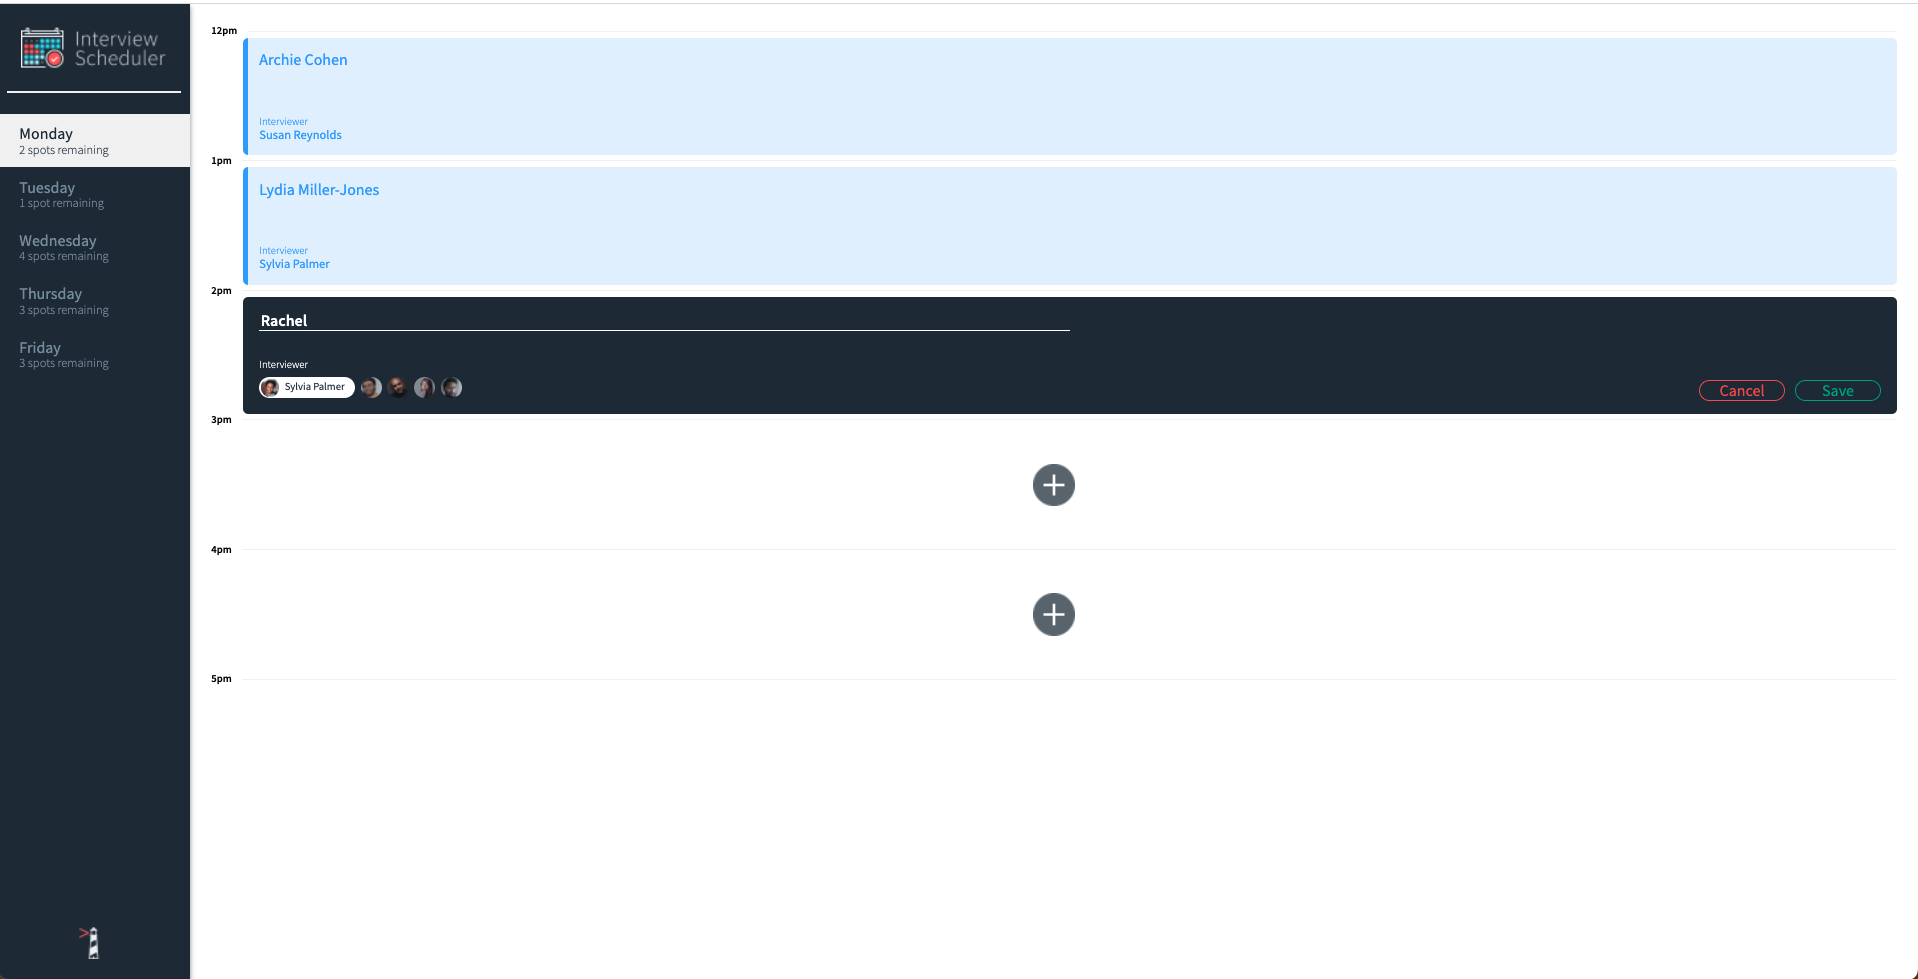 Interview
Scheduler
Monday
2 spots remaining
Tuesday
1 spot remaining
Wednesday
4 spots remaining
Thursday
3 spots remaining
Friday
3 spots remaining
12pm
Archie Cohen
Interviewer
Susan Reynolds
1pm
Lydia Miller-Jones
Interviewer
Sylvia Palmer
2pm
Rachel
Interviewer
Sylvia Palmer
Cancel Save
3pm
4pm
5pm